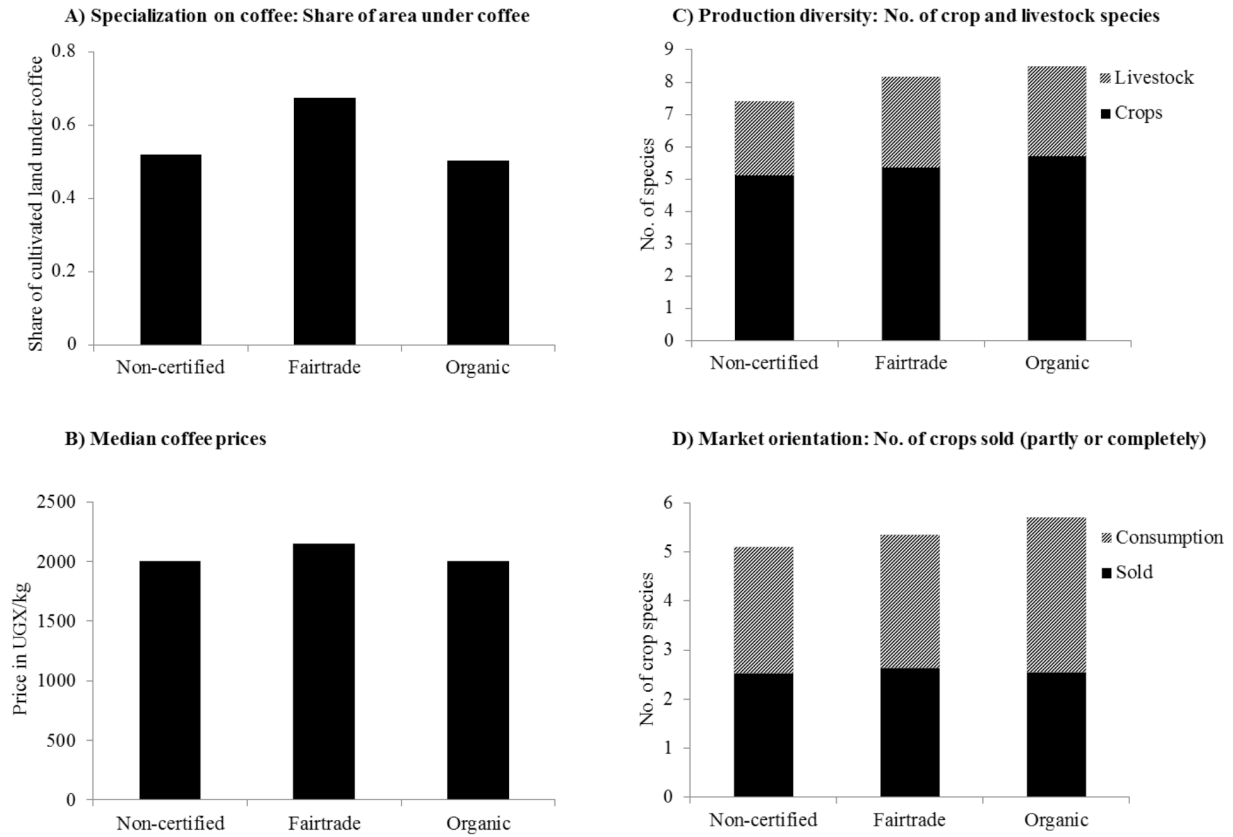 A) Specialization on coffee: Share of area under coffee
Share of cultivated land under coffee
0.8
0.6
0.4
0.2
0
Non-certified Fairtrade Organic
B) Median coffee prices
Price in UGX/kg
2500
2000
1500
1000
500
0
Non-certified Fairtrade Organic
C) Production diversity: No. of crop and livestock species
No. of species
9
8
7
6
5
4
3
2
1
0
Livestock
Crops
Non-certified Fairtrade Organic
D) Market orientation: No. of crops sold (partly or completely)
No. of crop species
6
5
4
3
2
1
0
Consumption
Sold
Non-certified Fairtrade Organic